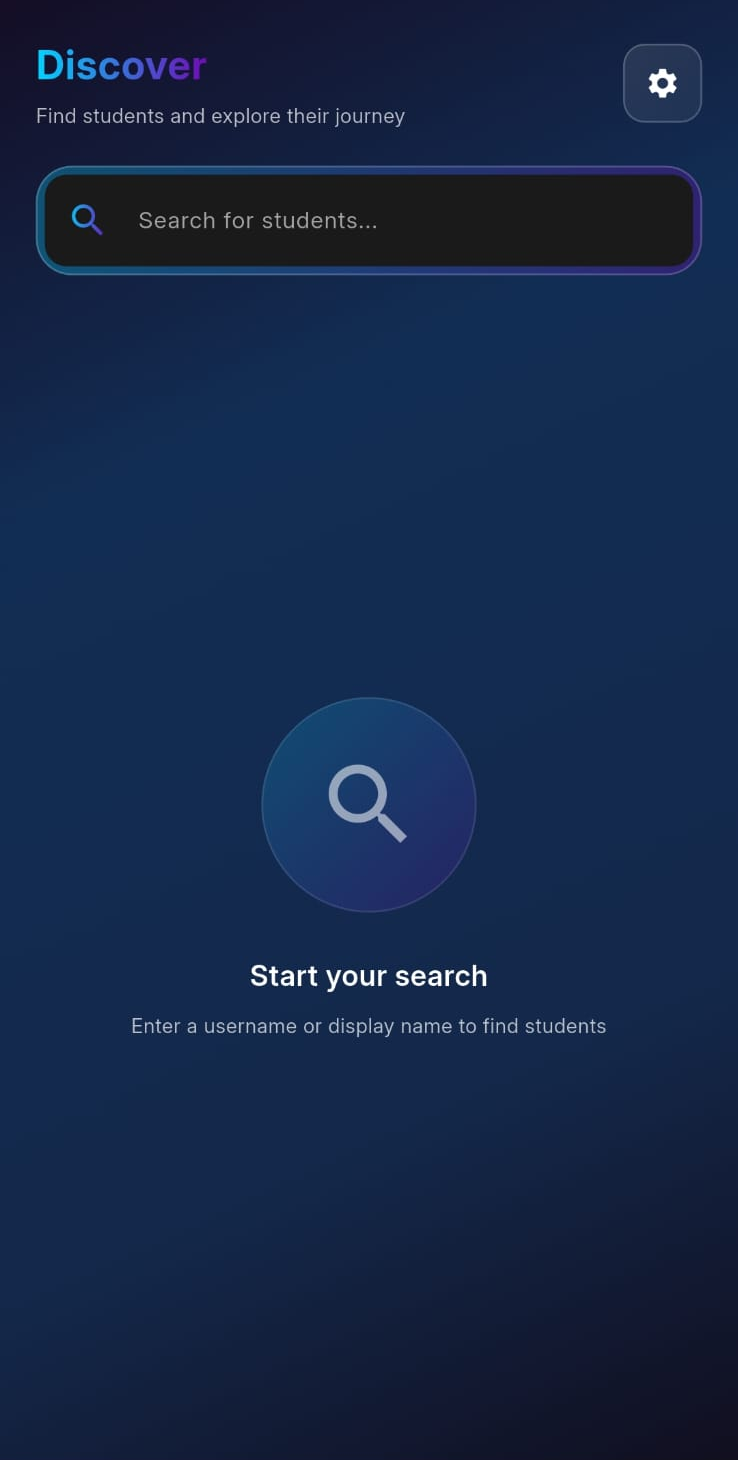 Discover
Find students and explore their journey
Search for students...
Start your search
Enter a username or display name to find students